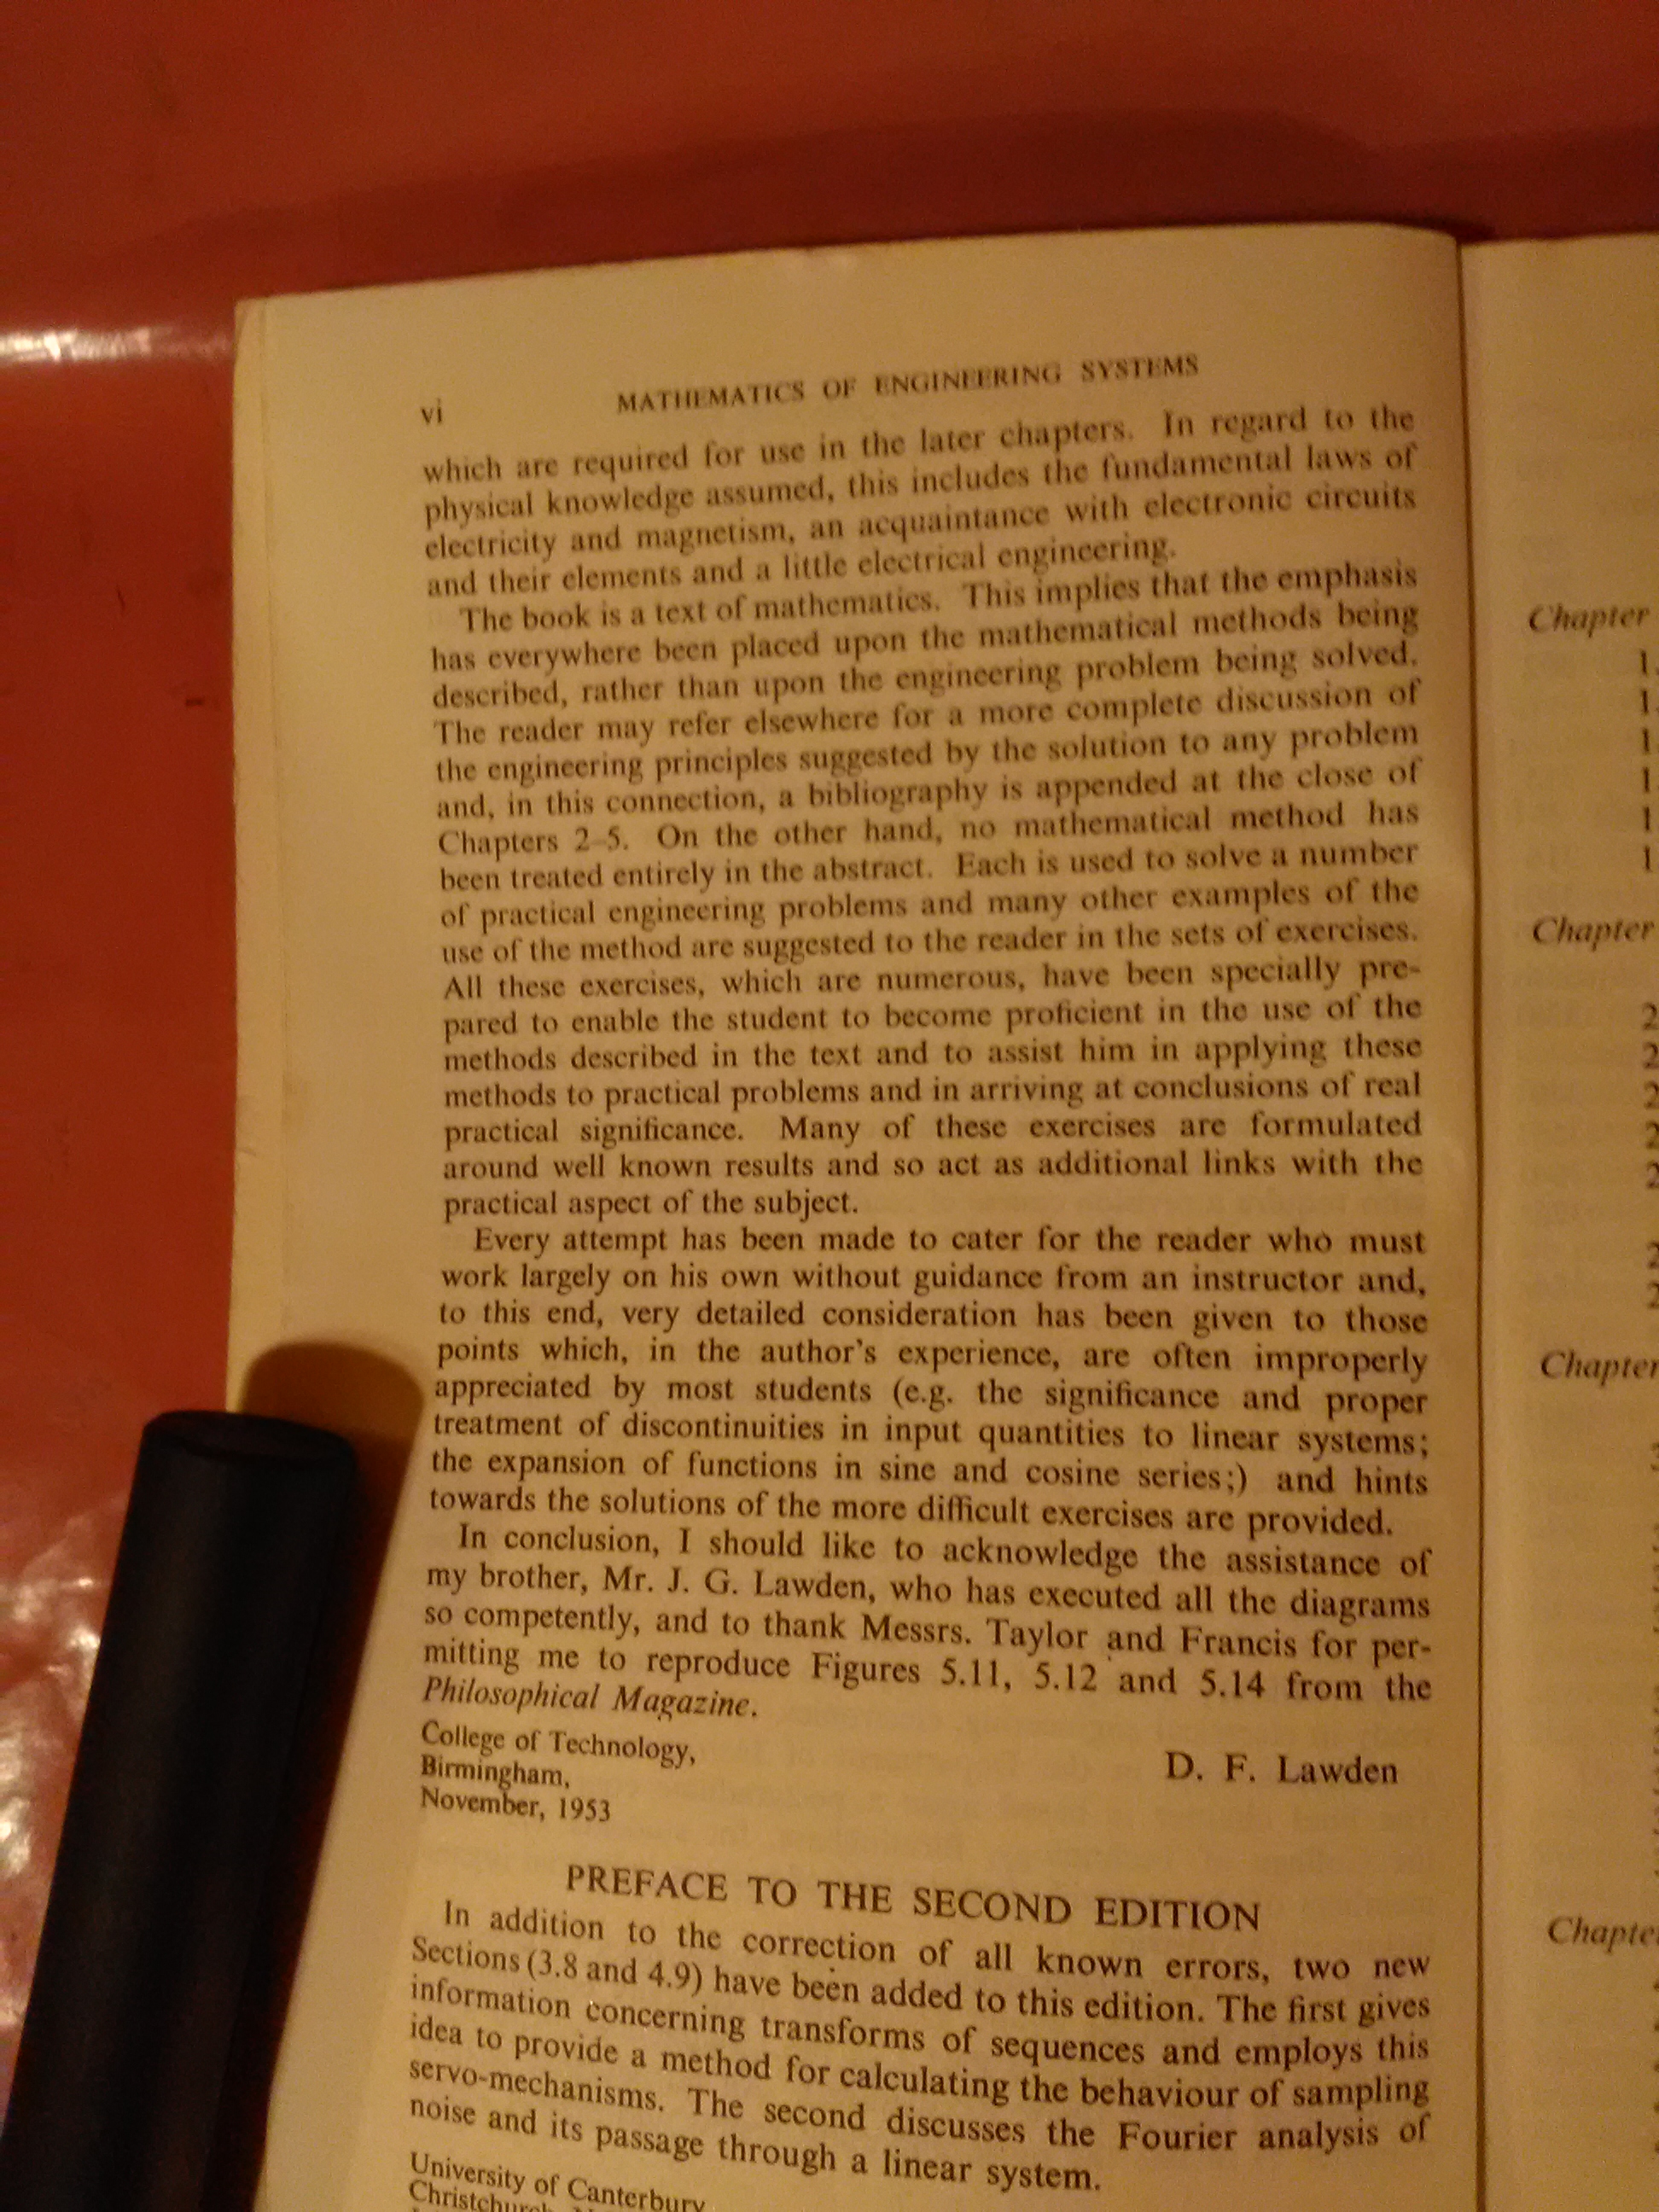 vi MATHEMATICS OF ENGINEERING SYSTEMS
which are required for use in the later chapters. In regard to the
physical knowledge assumed, this includes the fundamental laws of
electricity and magnetism, an acquaintance with electronic circuits
and their elements and a little electrical engineering.
The book is a text of mathematics. This implies that the emphasis
has everywhere been placed upon the mathematical methods being
described, rather than upon the engineering problem being solved.
The reader may refer elsewhere for a more complete discussion of
the engineering principles suggested by the solution to any problem
and, in this connection, a bibliography is appended at the close of
Chapters 2–5. On the other hand, no mathematical method has
been treated entirely in the abstract. Each is used to solve a number
of practical engineering problems and many other examples of the
use of the method are suggested to the reader in the sets of exercises.
All these exercises, which are numerous, have been specially pre-
pared to enable the student to become proficient in the use of the
methods described in the text and to assist him in applying these
methods to practical problems and in arriving at conclusions of real
practical significance. Many of these exercises are formulated
around well known results and so act as additional links with the
practical aspect of the subject.
Every attempt has been made to cater for the reader who must
work largely on his own without guidance from an instructor and,
to this end, very detailed consideration has been given to those
points which, in the author's experience, are often improperly
appreciated by most students (e.g. the significance and proper
treatment of discontinuities in input quantities to linear systems;
the expansion of functions in sine and cosine series;) and hints
towards the solutions of the more difficult exercises are provided.
In conclusion, I should like to acknowledge the assistance of
my brother, Mr. J. G. Lawden, who has executed all the diagrams
so competently, and to thank Messrs. Taylor and Francis for per-
mitting me to reproduce Figures 5.11, 5.12 and 5.14 from the
Philosophical Magazine.
College of Technology,
Birmingham,
November, 1953
D. F. Lawden
PREFACE TO THE SECOND EDITION
In addition to the correction of all known errors, two new
Sections (3.8 and 4.9) have been added to this edition. The first gives
information concerning transforms of sequences and employs this
idea to provide a method for calculating the behaviour of sampling
servo-mechanisms. The second discusses the Fourier analysis of
noise and its passage through a linear system.
University of Canterbury
Christchurch
Chapter
1.
1.
1.
1.
1
1
Chapter
2
2
2
2
2
2
2
Chapter
3
Chapter